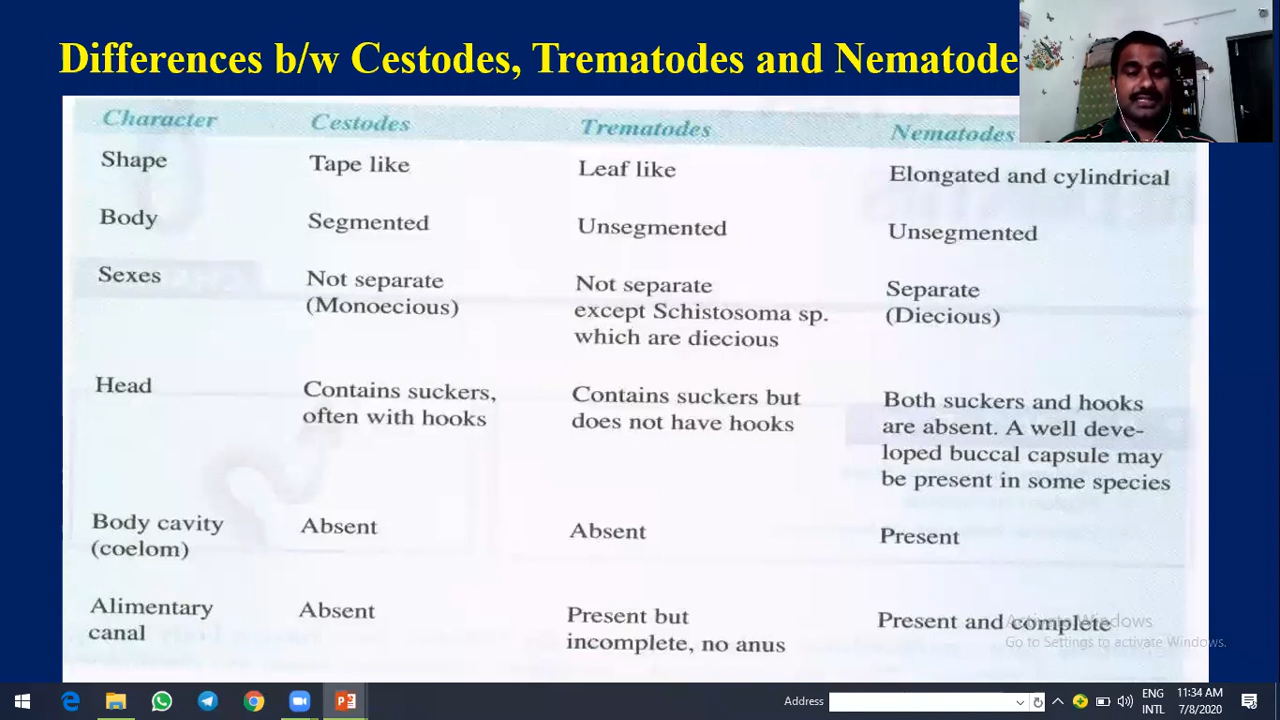 Differences b/w Cestodes, Trematodes and Nematode
Character Cestodes Trematodes Nematodes
Shape Tape like Leaf like Elongated and cylindrical
Body Segmented Unsegmented Unsegmented
Sexes Not separate Not separate Separate
(Monoecious) except Schistosoma sp. (Diecious)
which are diecious
Head Contains suckers, Contains suckers but Both suckers and hooks
often with hooks does not have hooks are absent. A well deve-
loped buccal capsule may
be present in some species
Body cavity Absent Absent Present
(coelom)
Alimentary Absent Present but Present and complete
canal incomplete, no anus
Activate Windows
Go to Settings to activate Windows.
Address ENG 11:34 AM
INTL 7/8/2020